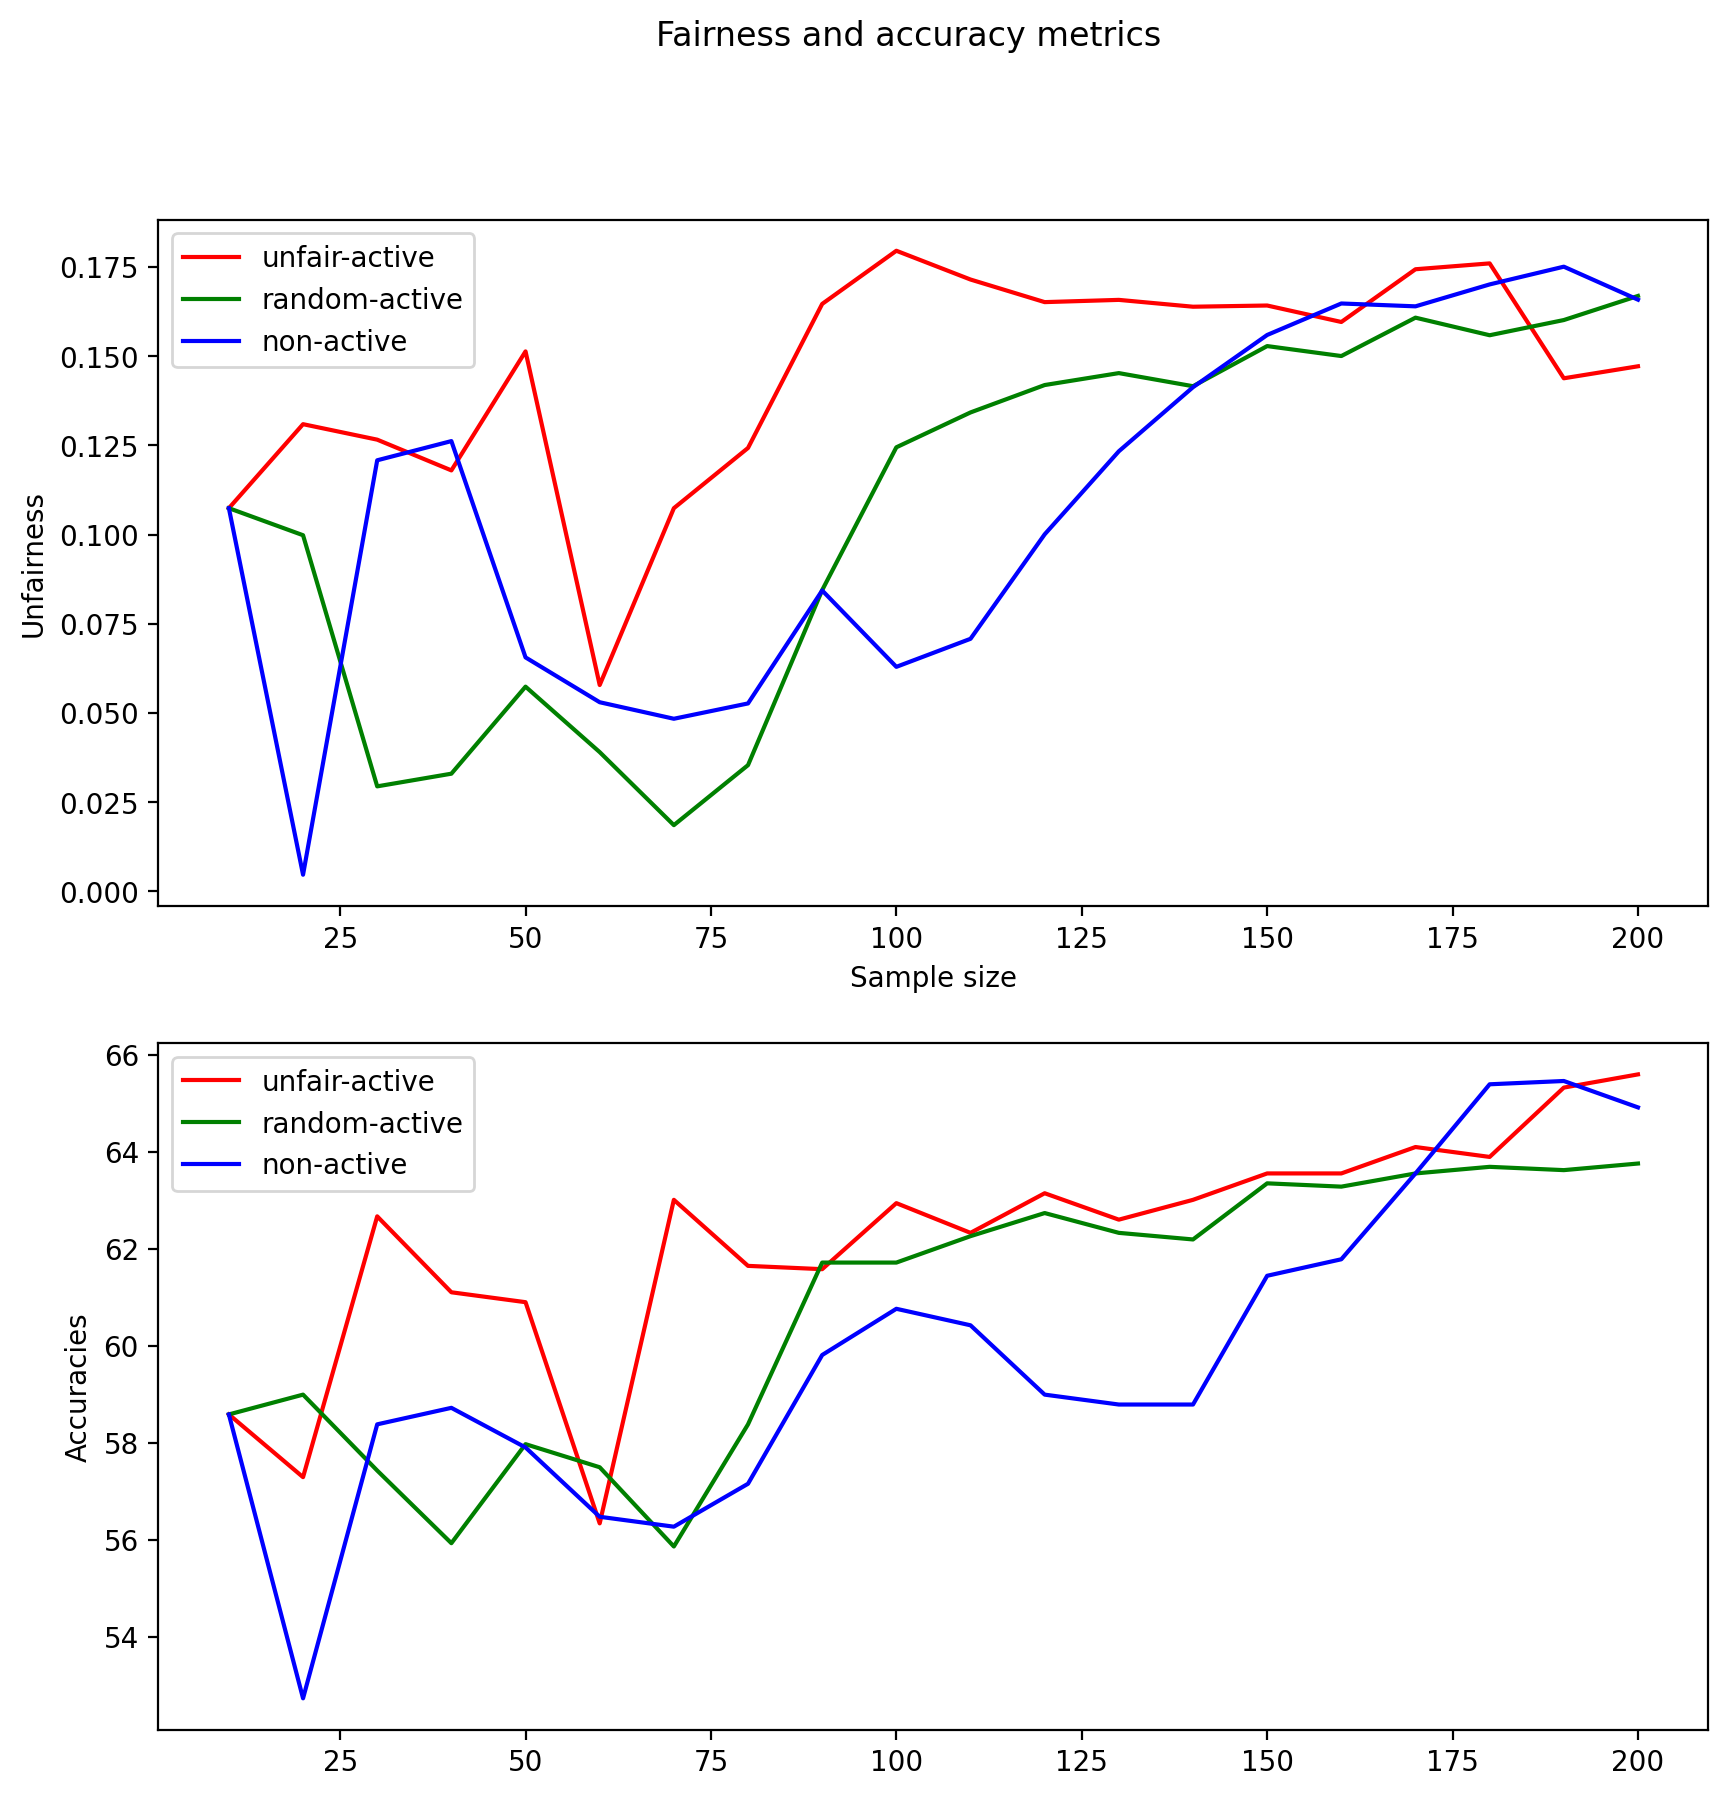 Fairness and accuracy metrics
unfair-active
random-active
non-active
0.175
0.150
0.125
0.100
0.075
0.050
0.025
0.000
Unfairness
25 50 75 100 125 150 175 200
Sample size
unfair-active
random-active
non-active
66
64
62
60
58
56
54
Accuracies
25 50 75 100 125 150 175 200